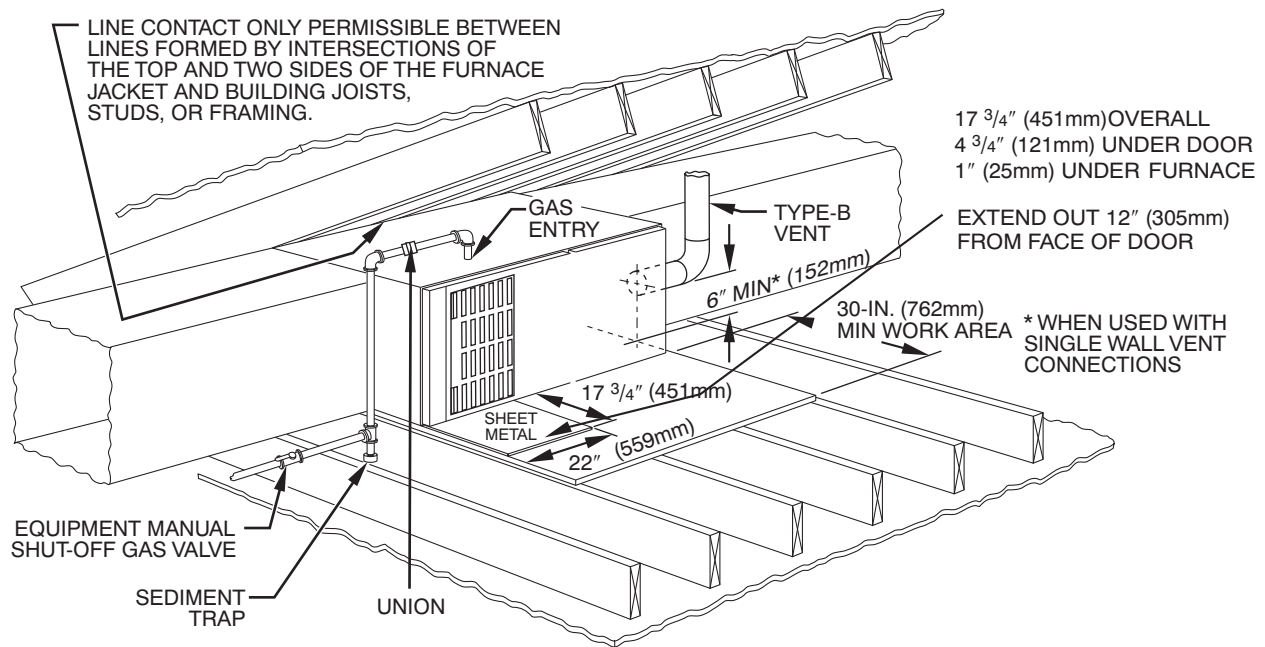 LINE CONTACT ONLY PERMISSIBLE BETWEEN
LINES FORMED BY INTERSECTIONS OF
THE TOP AND TWO SIDES OF THE FURNACE
JACKET AND BUILDING JOISTS,
STUDS, OR FRAMING.
17 3/4″ (451mm)OVERALL
4 3/4″ (121mm) UNDER DOOR
1″ (25mm) UNDER FURNACE
EXTEND OUT 12″ (305mm)
FROM FACE OF DOOR
GAS
ENTRY
TYPE-B
VENT
6″ MIN* (152mm)
30-IN. (762mm)
MIN WORK AREA
* WHEN USED WITH
SINGLE WALL VENT
CONNECTIONS
17 3/4″ (451mm)
SHEET
METAL
22″ (559mm)
EQUIPMENT MANUAL
SHUT-OFF GAS VALVE
SEDIMENT
TRAP
UNION